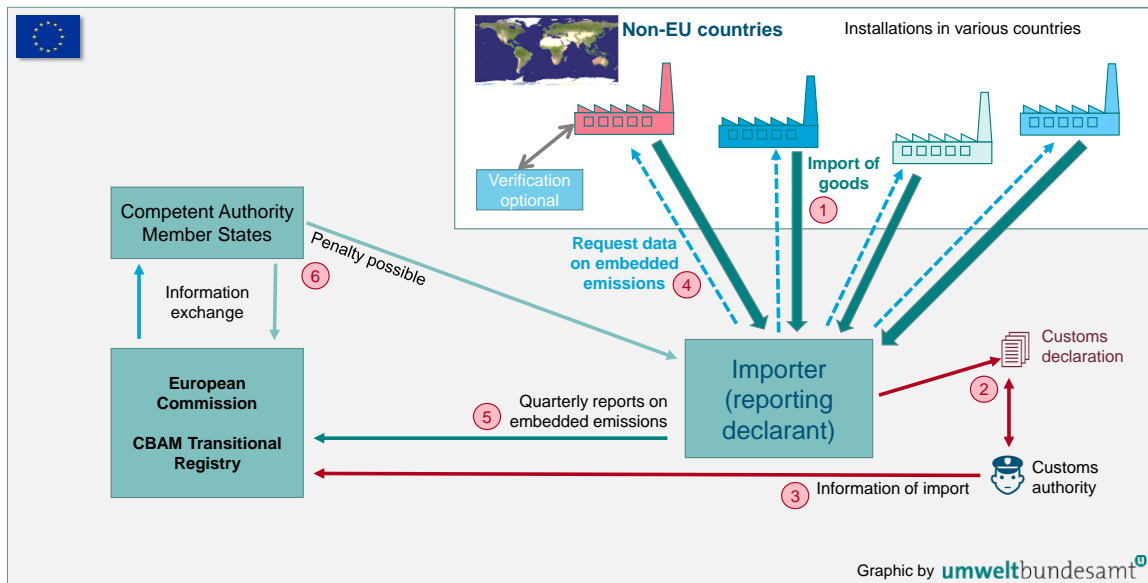 Non-EU countries
Installations in various countries
Verification
optional
Import of
goods
1
Competent Authority
Member States
Penalty possible
6
Request data
on embedded
emissions
4
Information
exchange
Customs
declaration
2
Importer
(reporting
declarant)
European
Commission
CBAM Transitional
Registry
5
Quarterly reports on
embedded emissions
3
Information of import
Customs
authority
Graphic by umweltbundesamt
u